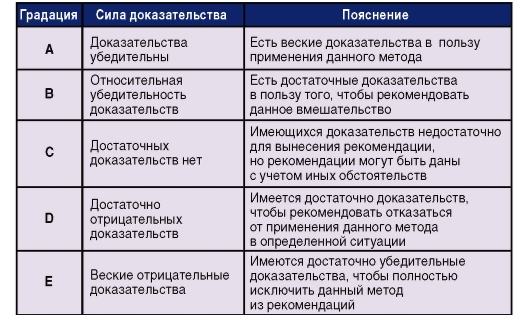 Градация Сила доказательства Пояснение
A Доказательства убедительны Есть веские доказательства в пользу
применения данного метода
B Относительная
убедительность
доказательств
Есть достаточные доказательства
в пользу того, чтобы рекомендовать
данное вмешательство
C Достаточных
доказательств нет
Имеющихся доказательств недостаточно
для вынесения рекомендации,
но рекомендации могут быть даны
с учетом иных обстоятельств
D Достаточно
отрицательных
доказательств
Имеется достаточно доказательств,
чтобы рекомендовать отказаться
от применения данного метода
в определенной ситуации
E Веские отрицательные
доказательства
Имеются достаточно убедительные
доказательства, чтобы полностью
исключить данный метод
из рекомендаций